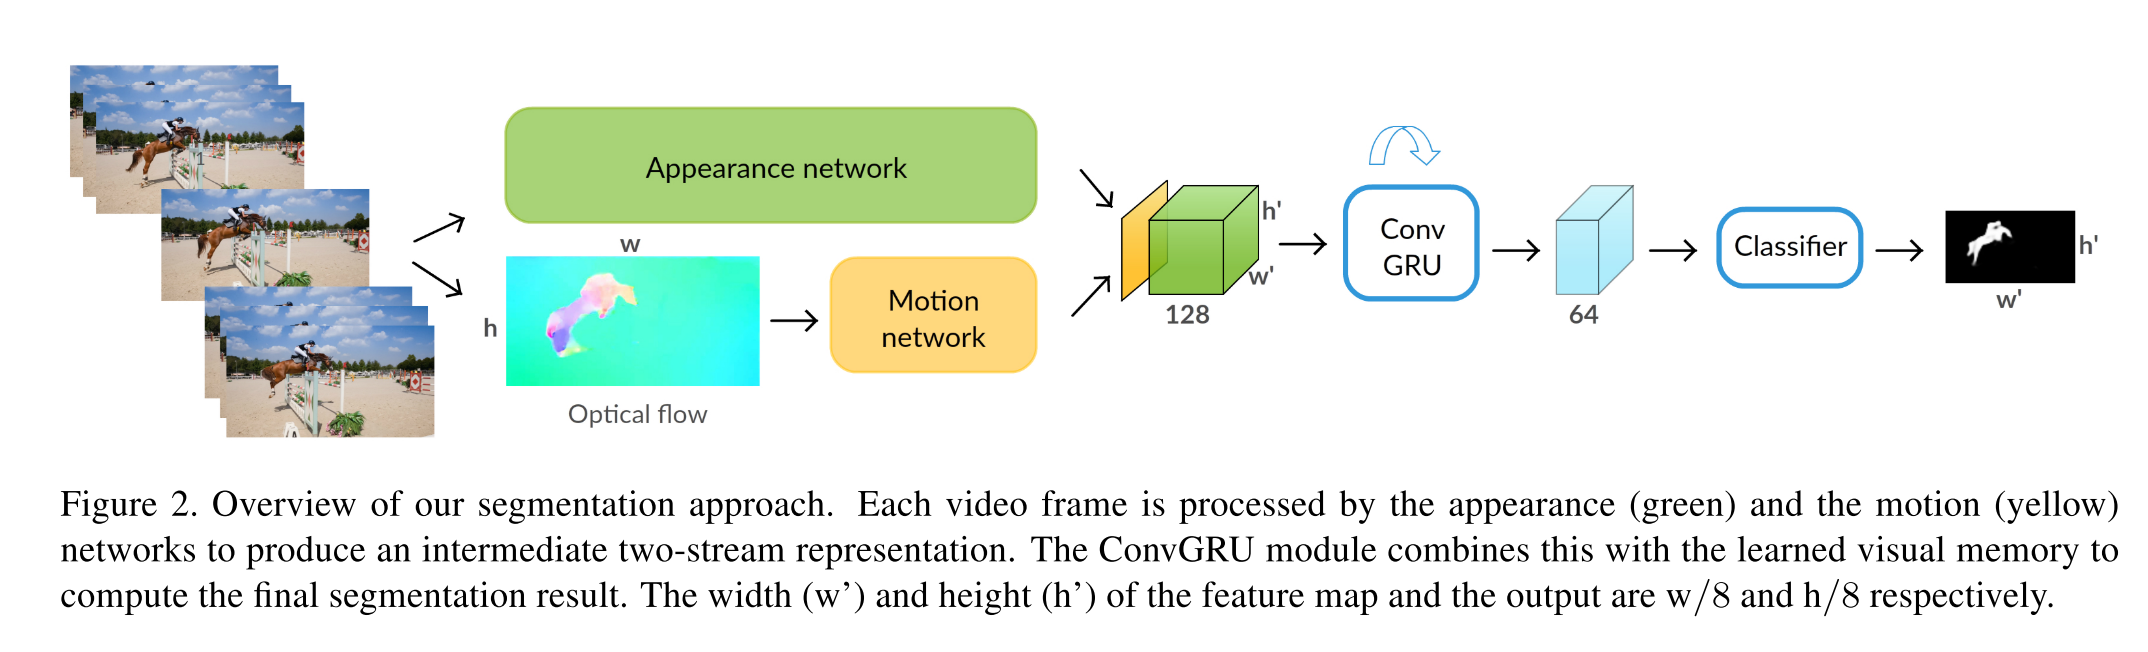 Appearance network
w
h
Optical flow
Motion
network
h'
w'
128
Conv
GRU
64
Classifier
h'
w'
Figure 2. Overview of our segmentation approach. Each video frame is processed by the appearance (green) and the motion (yellow)
networks to produce an intermediate two-stream representation. The ConvGRU module combines this with the learned visual memory to
compute the final segmentation result. The width (w’) and height (h’) of the feature map and the output are w/8 and h/8 respectively.